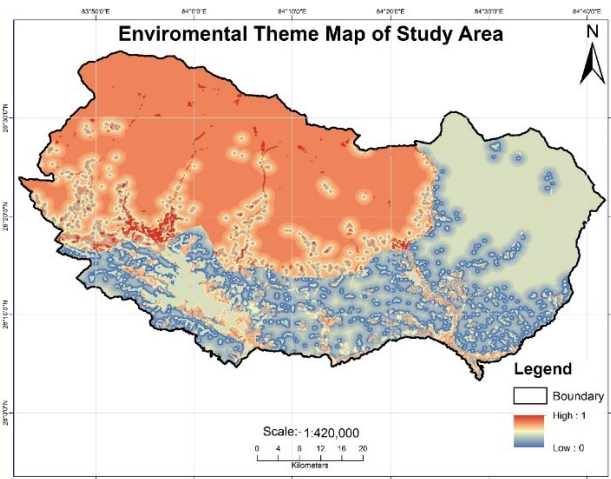 83°50'0"E 84°0'0"E 84°10'0"E 84°20'0"E 84°30'0"E 84°40'0"E
Enviromental Theme Map of Study Area
N
28°30'0"N
28°20'0"N
28°10'0"N
28°0'0"N
Legend
Boundary
High : 1
Low : 0
Scale:-1:420,000
0 4 8 12 16 20
Kilometers